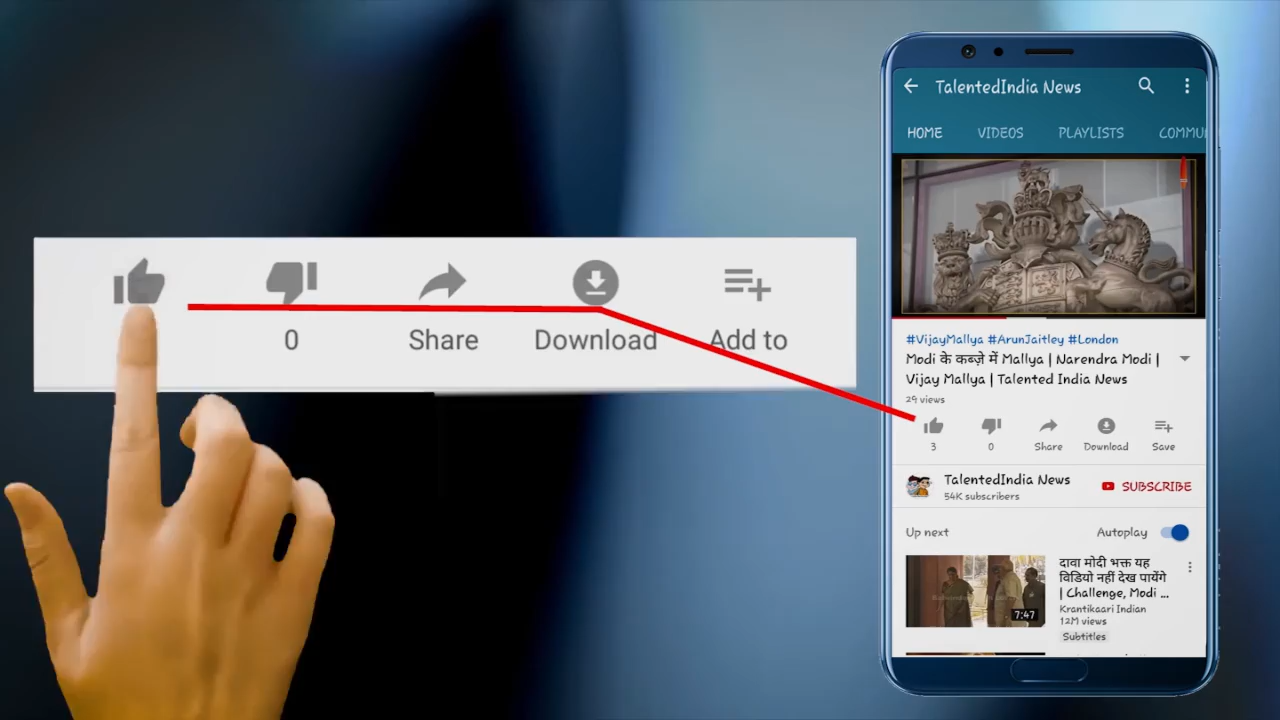 0
Share
Download
Add to
TalentedIndia News
HOME VIDEOS PLAYLISTS COMMU
#VijayMallya #ArunJaitley #London
Modi के कब्ज़े में Mallya | Narendra Modi |
Vijay Mallya | Talented India News
29 views
3 0 Share Download Save
TalentedIndia News
54K subscribers
SUBSCRIBE
Up next Autoplay
7:47
दावा मोदी भक्त यह
विडियो नहीं देख पायेंगे
| Challenge, Modi ...
Krantikaari Indian
12M views
Subtitles